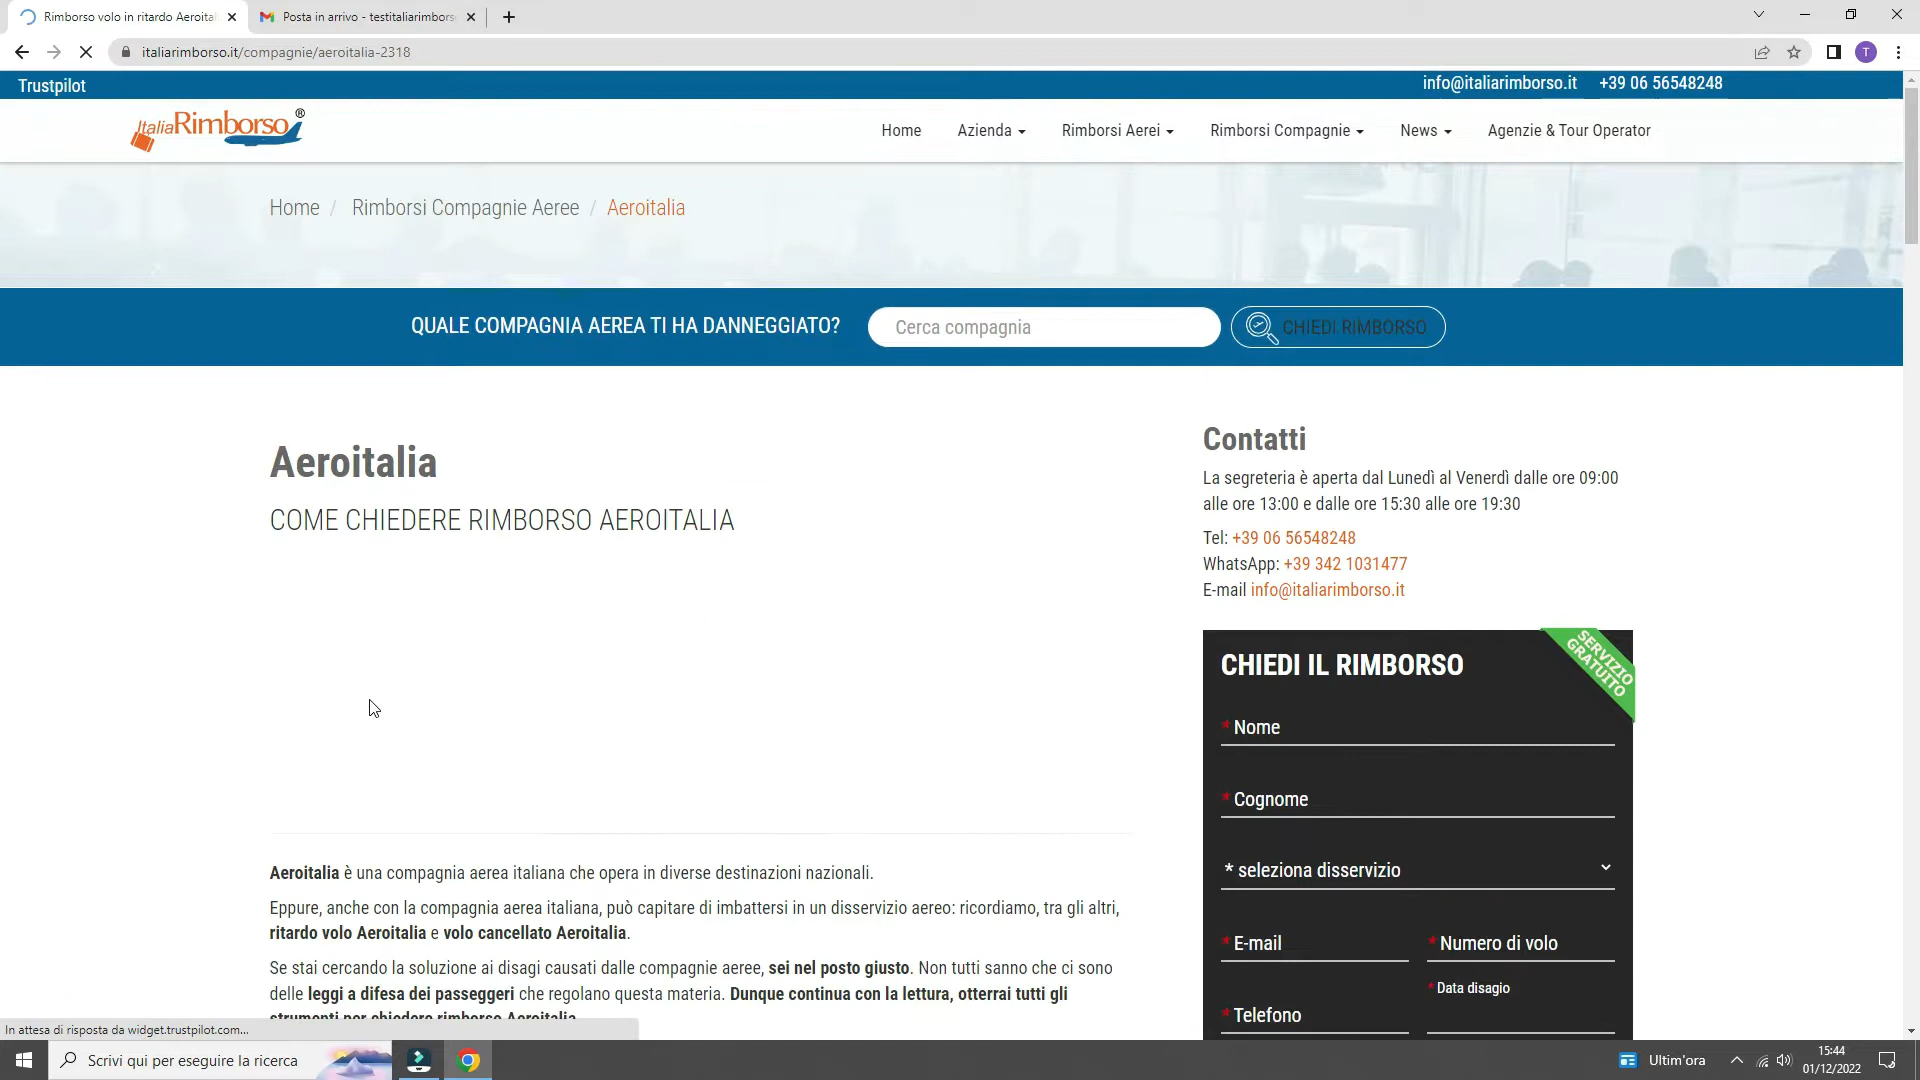 Rimborso volo in ritardo Aeroita
Posta in arrivo - testitaliarimbors
italiarimborso.it/compagnie/aeroitalia-2318
T
Trustpilot
info@italiarimborso.it +39 06 56548248
ItaliaRimborso®
Home Azienda Rimborsi Aerei Rimborsi Compagnie News Agenzie & Tour Operator
Home / Rimborsi Compagnie Aeree / Aeroitalia
QUALE COMPAGNIA AEREA TI HA DANNEGGIATO? Cerca compagnia CHIEDI RIMBORSO
Aeroitalia
COME CHIEDERE RIMBORSO AEROITALIA
Aeroitalia è una compagnia aerea italiana che opera in diverse destinazioni nazionali.
Eppure, anche con la compagnia aerea italiana, può capitare di imbattersi in un disservizio aereo: ricordiamo, tra gli altri,
ritardo volo Aeroitalia e volo cancellato Aeroitalia.
Se stai cercando la soluzione ai disagi causati dalle compagnie aeree, sei nel posto giusto. Non tutti sanno che ci sono
delle leggi a difesa dei passeggeri che regolano questa materia. Dunque continua con la lettura, otterrai tutti gli
strumenti per chiedere rimborso Aeroitalia
Contatti
La segreteria è aperta dal Lunedì al Venerdì dalle ore 09:00
alle ore 13:00 e dalle ore 15:30 alle ore 19:30
Tel: +39 06 56548248
WhatsApp: +39 342 1031477
E-mail info@italiarimborso.it
SERVIZIO
GRATUITO
CHIEDI IL RIMBORSO
* Nome
* Cognome
* seleziona disservizio
* E-mail * Numero di volo
* Data disagio
* Telefono
In attesa di risposta da widget.trustpilot.com...
Scrivi qui per eseguire la ricerca
Ultim'ora
15:44
01/12/2022